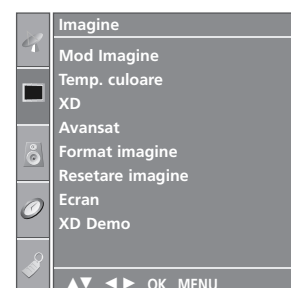 Imagine
Mod Imagine
Temp. culoare
XD
Avansat
Format imagine
Resetare imagine
Ecran
XD Demo
▲▼ ◄► OK MENU